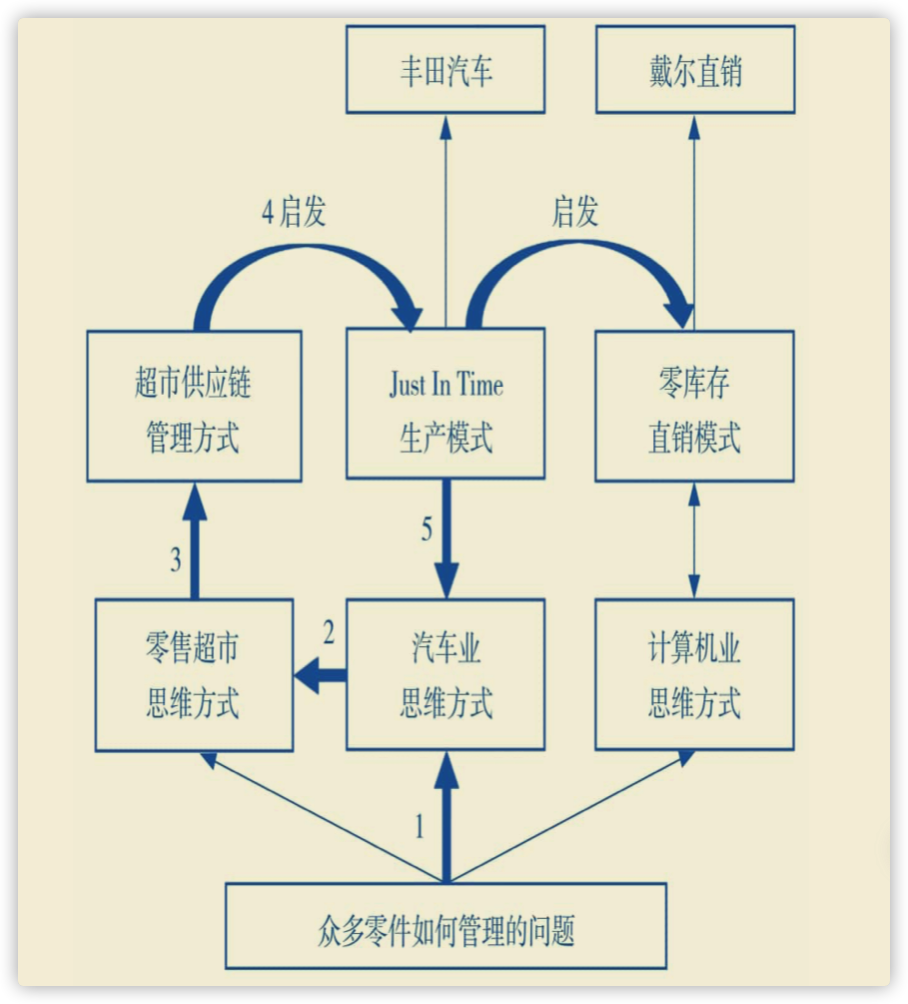 丰田汽车
戴尔直销
4 启发
启发
超市供应链
管理方式
Just In Time
生产模式
零库存
直销模式
3
5
零售超市
思维方式
2
汽车业
思维方式
计算机业
思维方式
1
众多零件如何管理的问题